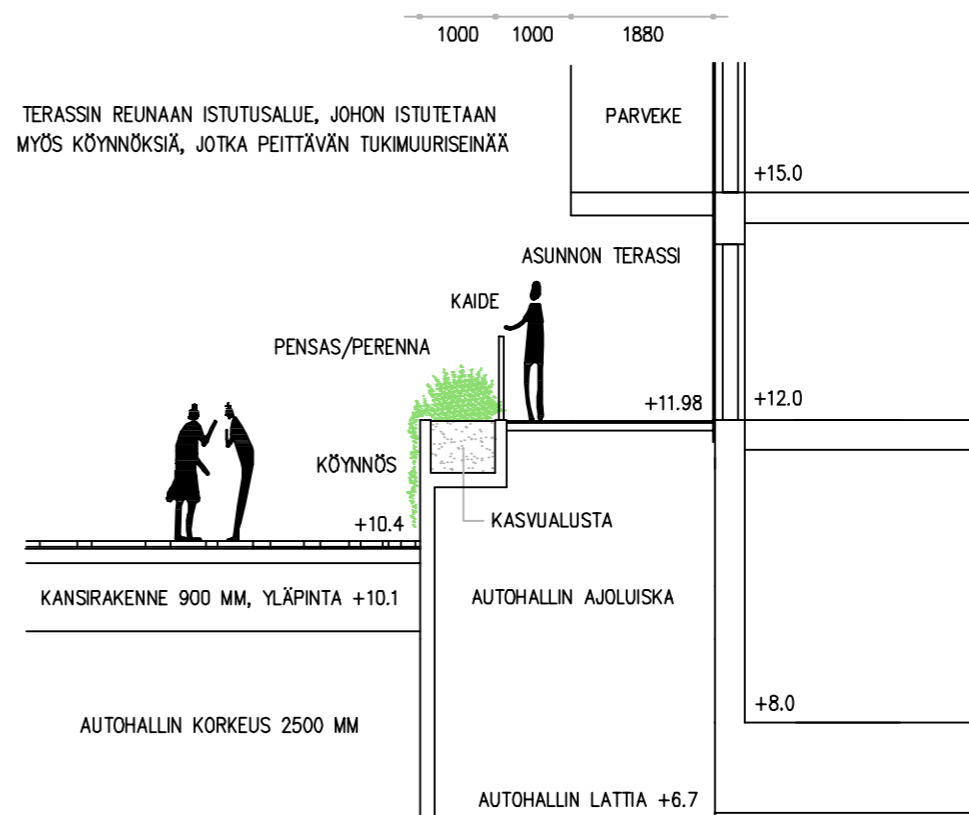 1000 1000 1880
TERASSIN REUNAAN ISTUTUSALUE, JOHON ISTUTETAAN
MYÖS KÖYNNÖKSIÄ, JOTKA PEITTÄVÄN TUKIMUURISEINÄÄ
PARVEKE
+15.0
ASUNNON TERASSI
KAIDE
PENSAS/PERENNA
+11.98
+12.0
KÖYNNÖS
+10.4
KASVUALUSTA
KANSIRAKENNE 900 MM, YLÄPINTA +10.1
AUTOHALLIN AJOLUISKA
+8.0
AUTOHALLIN KORKEUS 2500 MM
AUTOHALLIN LATTIA +6.7